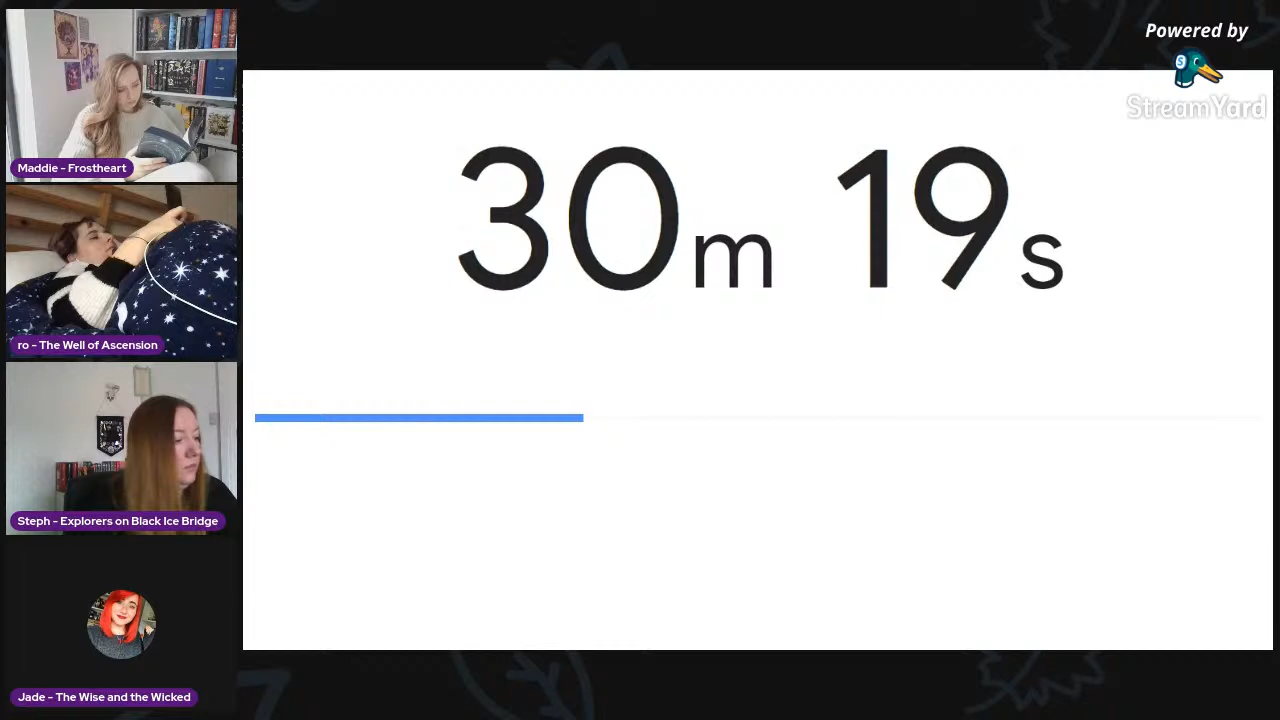 Powered by
StreamYard
30m 19s
Maddie - Frostheart
ro - The Well of Ascension
Steph - Explorers on Black Ice Bridge
Jade - The Wise and the Wicked